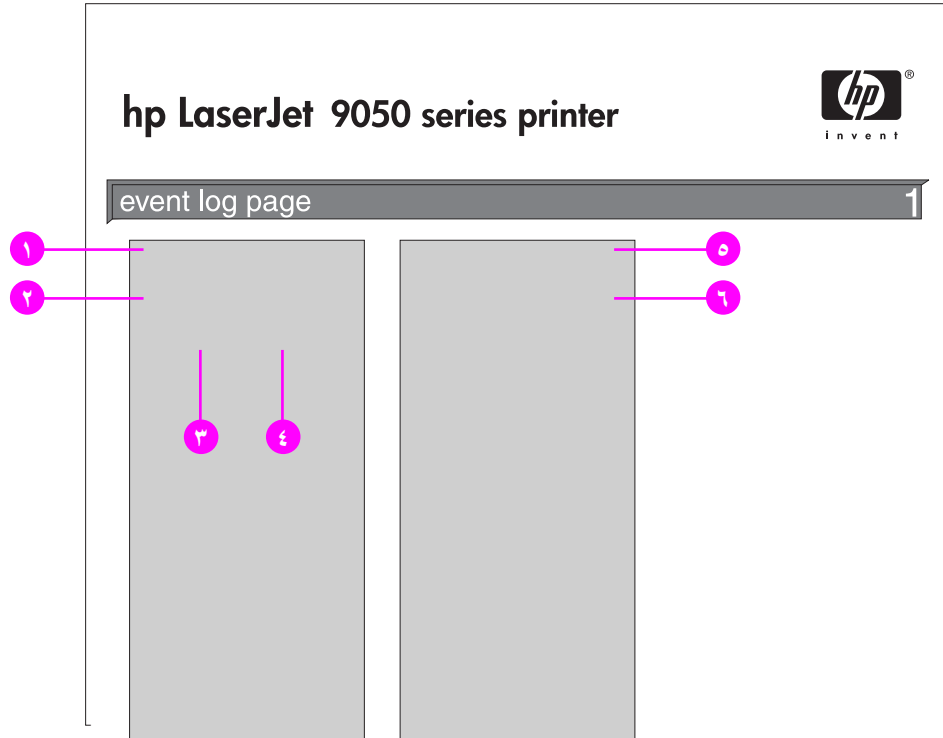 hp
®
invent
hp LaserJet 9050 series printer
event log page 1
١ ٥
٢ ٦
٣ ٤